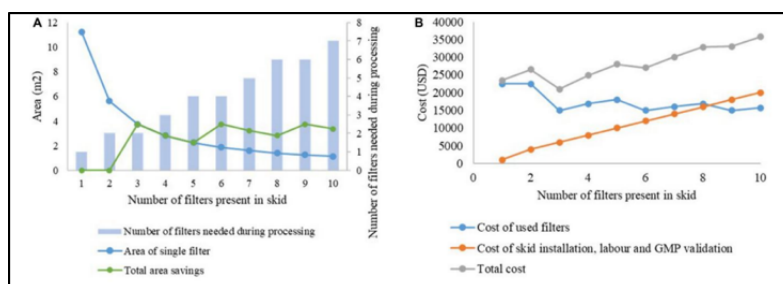 A
12
10
8
6
4
2
0
Area (m2)
8
7
6
5
4
3
2
1
0
Number of filters needed during processing
1 2 3 4 5 6 7 8 9 10
Number of filters present in skid
Number of filters needed during processing
Area of single filter
Total area savings
B
40000
35000
30000
25000
20000
15000
10000
5000
0
Cost (USD)
0 2 4 6 8 10
Number of filters present in skid
Cost of used filters
Cost of skid installation, labour and GMP validation
Total cost